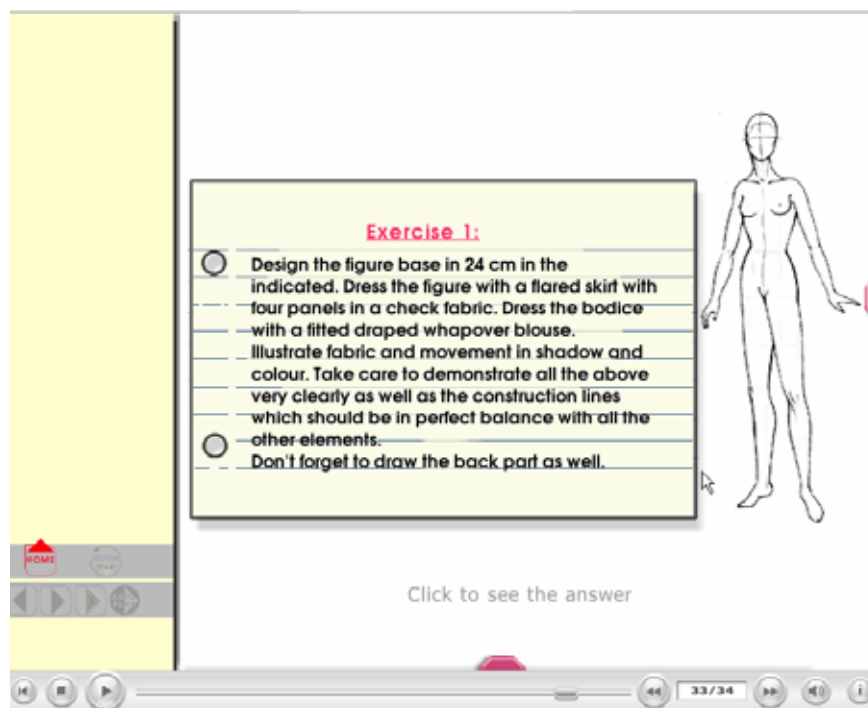 Exercise 1:
Design the figure base in 24 cm in the
indicated. Dress the figure with a flared skirt with
four panels in a check fabric. Dress the bodice
with a fitted draped whapover blouse.
Illustrate fabric and movement in shadow and
colour. Take care to demonstrate all the above
very clearly as well as the construction lines
which should be in perfect balance with all the
other elements.
Don't forget to draw the back part as well.
HOME
Click to see the answer
33/34